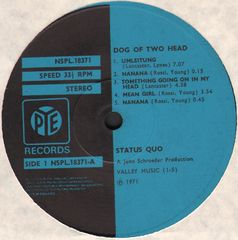 NSPL.18371
DOG OF TWO HEAD
SPEED 33⅓ RPM
STEREO
1. UMLEITUNG
(Lancaster, Lynes) 7.07
2. NANANA (Rossi, Young) 0.15
3. SOMETHING GOING ON IN MY
HEAD (Lancaster) 4.38
4. MEAN GIRL (Rossi, Young) 3.54
5. NANANA (Rossi, Young) 0.45
PYE
RECORDS
SIDE 1 NSPL.18371-A
STATUS QUO
A John Schroeder Production
VALLEY MUSIC (1-5)
℗ 1971